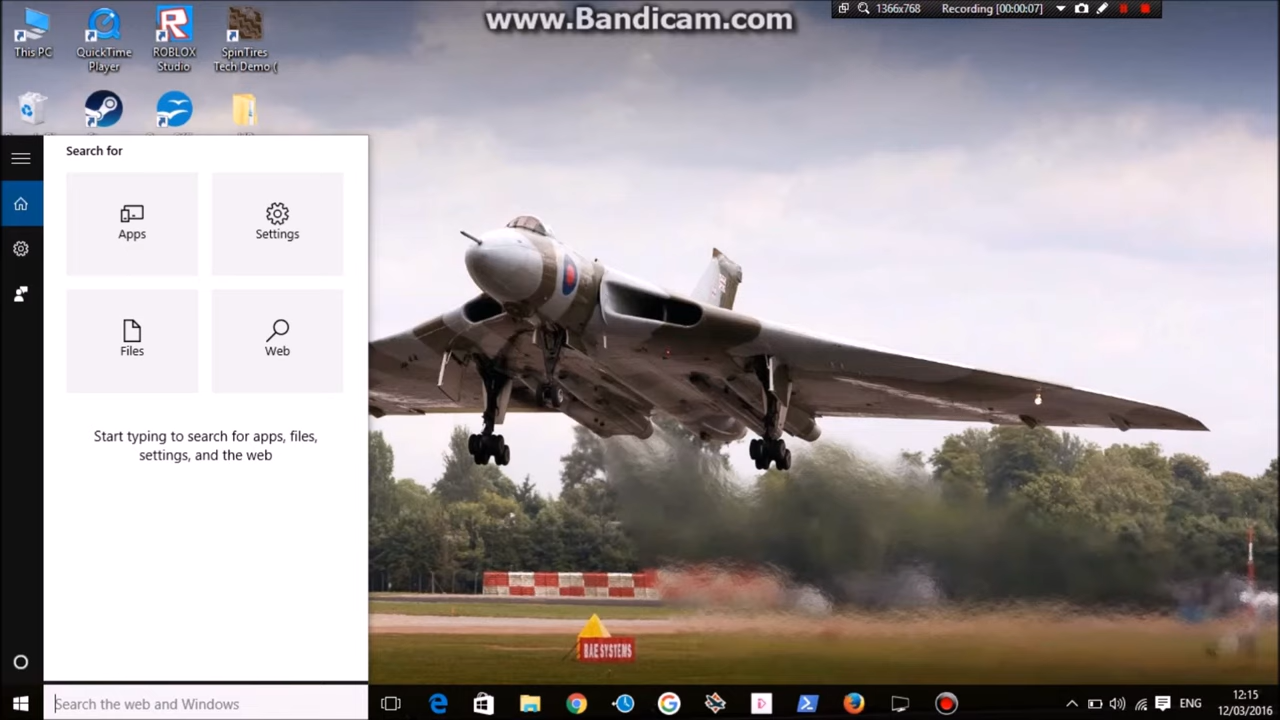 www.Bandicam.com
1366x768
Recording [00:00:07]
This PC
QuickTime
Player
ROBLOX
Studio
SpinTires
Tech Demo (
Search for
Apps
Settings
Files
Web
Start typing to search for apps, files,
settings, and the web
BAE SYSTEMS
Search the web and Windows
ENG
12:15
12/03/2016